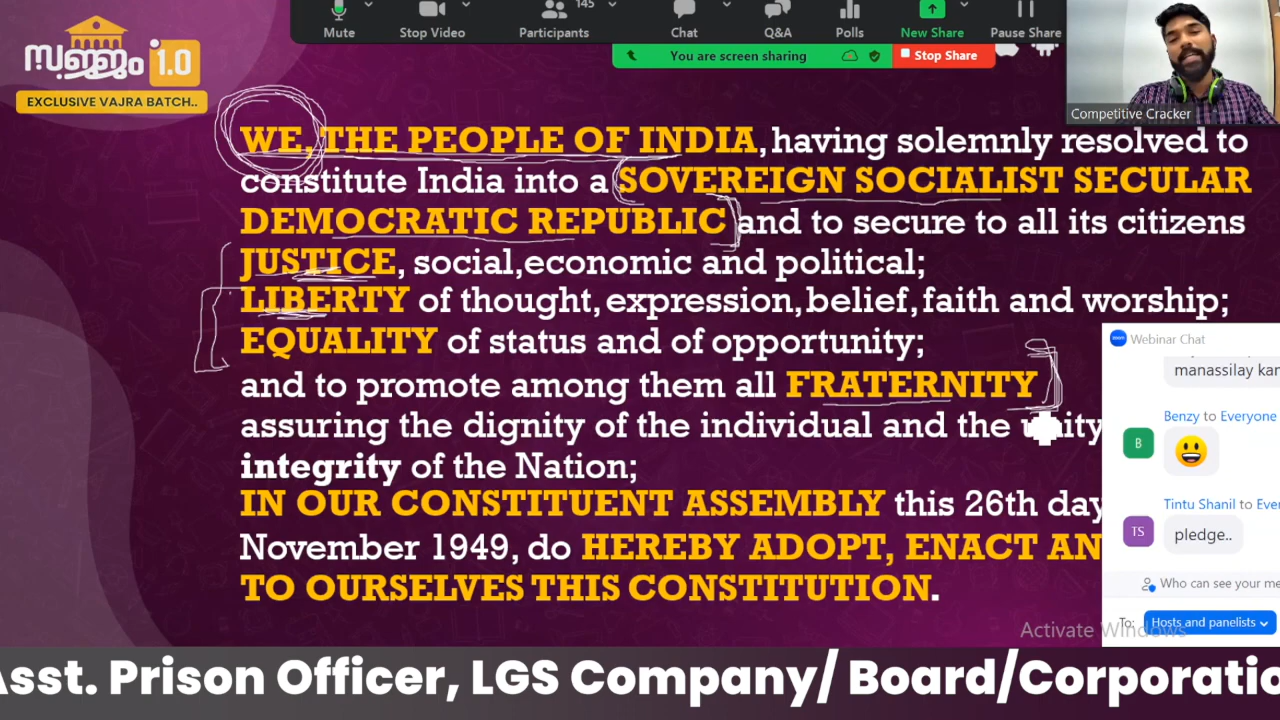 Mute
Stop Video
Participants
145
Chat
Q&A
Polls
New Share
Pause Share
You are screen sharing
Stop Share
1.0
EXCLUSIVE VAJRA BATCH..
Competitive Cracker
WE, THE PEOPLE OF INDIA, having solemnly resolved to
constitute India into a SOVEREIGN SOCIALIST SECULAR
DEMOCRATIC REPUBLIC and to secure to all its citizens
JUSTICE, social,economic and political;
LIBERTY of thought, expression, belief, faith and worship;
EQUALITY of status and of opportunity;
and to promote among them all FRATERNITY
assuring the dignity of the individual and the unity
integrity of the Nation;
IN OUR CONSTITUENT ASSEMBLY this 26th day
November 1949, do HEREBY ADOPT, ENACT AN
TO OURSELVES THIS CONSTITUTION.
Webinar Chat
manassilay kan
Benzy to Everyone
B
Tintu Shanil to Ever
TS
pledge..
Who can see your me
To: Hosts and panelists
Activate Windows
Asst. Prison Officer, LGS Company/ Board/Corporatio